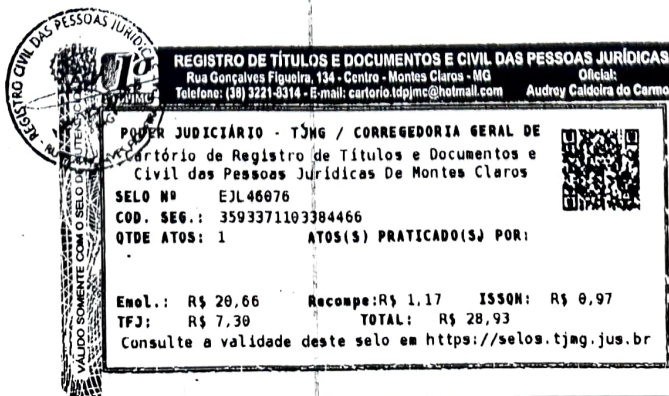 REGISTRO CIVIL DAS PESSOAS JURÍDICAS
1º
REGISTRO DE TÍTULOS E DOCUMENTOS E CIVIL DAS PESSOAS JURÍDICAS
Rua Gonçalves Figueira, 134 - Centro - Montes Claros - MG
Oficial:
Telefone: (38) 3221-8314 - E-mail: cartorio.tdpjmc@hotmail.com
Audrey Caldeira do Carmo
PODER JUDICIÁRIO - TJMG / CORREGEDORIA GERAL DE
Cartório de Registro de Títulos e Documentos e
Civil das Pessoas Jurídicas De Montes Claros
SELO Nº EJL46076
COD. SEG.: 3593371103384466
QTDE ATOS: 1 ATOS(S) PRATICADO(S) POR:
Emol.: R$ 20,66 Recompe:R$ 1,17 ISSQN: R$ 0,97
TFJ: R$ 7,30 TOTAL: R$ 28,93
Consulte a validade deste selo em https://selos.tjmg.jus.br
VÁLIDO SOMENTE COM O SELO DE